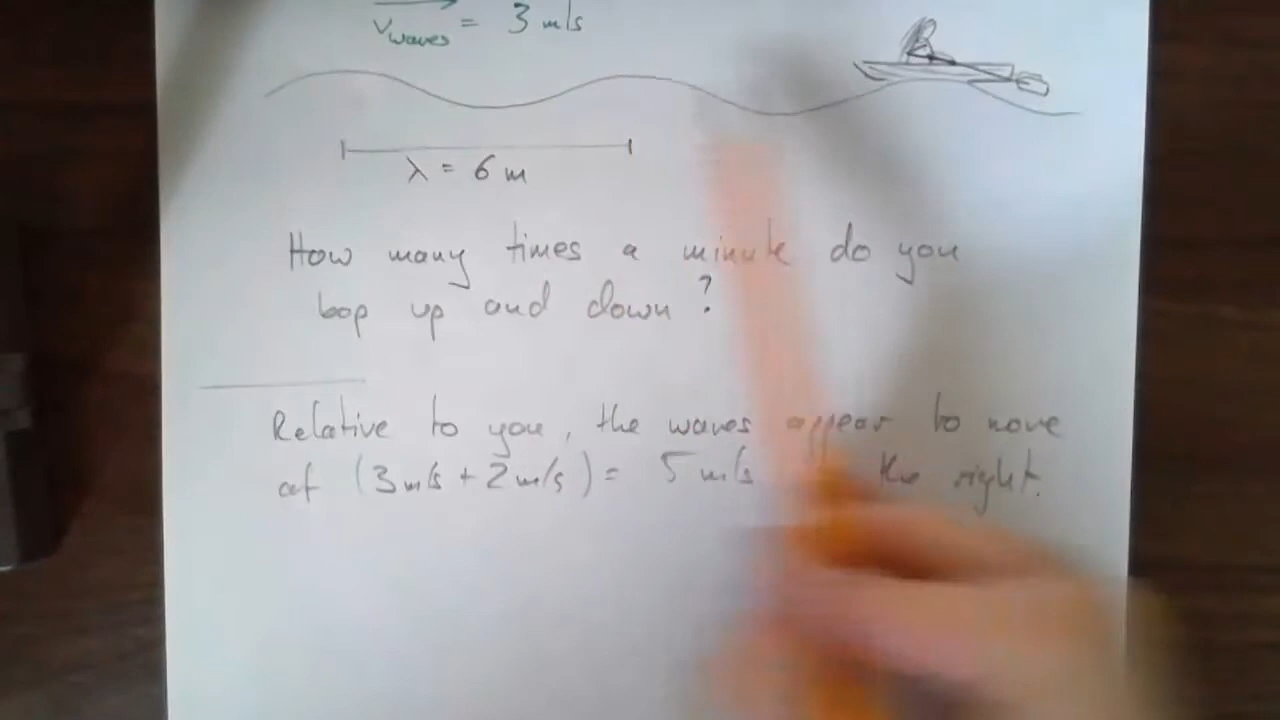 v waves = 3 m/s
λ = 6 m
How many times a minute do you
bop up and down ?
Relative to you, the waves appear to move
at (3 m/s + 2 m/s) = 5 m/s the right.